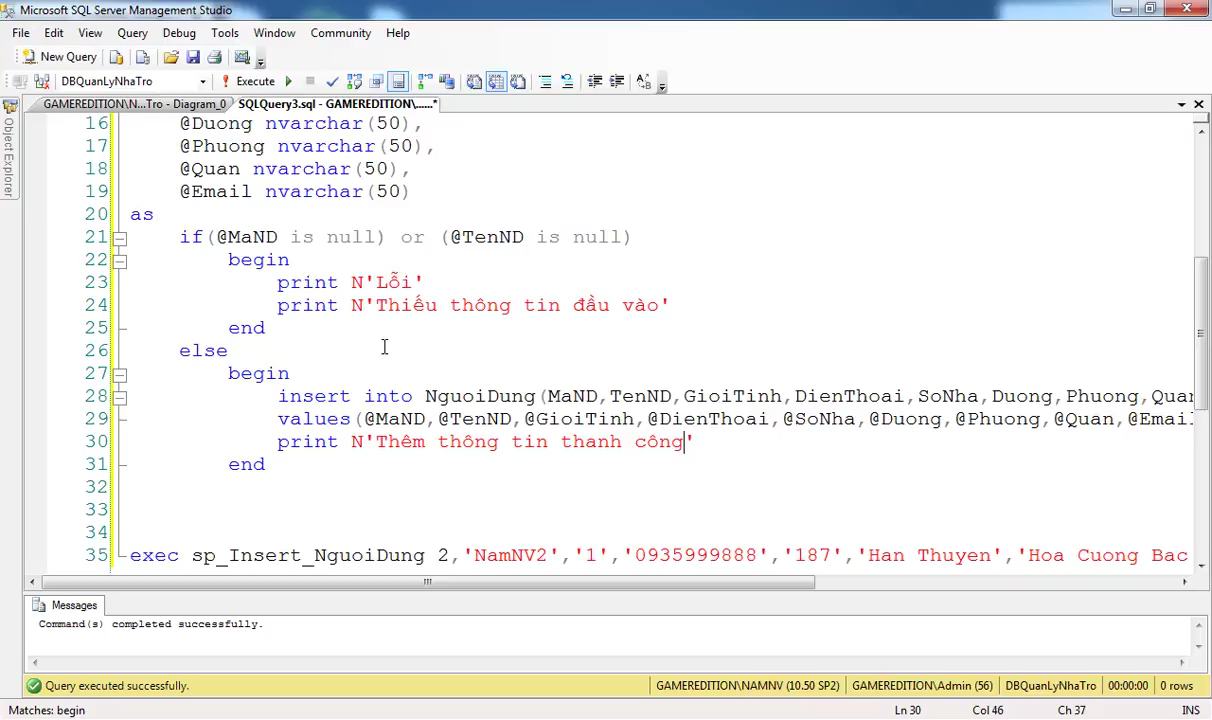 Microsoft SQL Server Management Studio
File Edit View Query Debug Tools Window Community Help
New Query
DBQuanLyNhaTro Execute
GAMEREDITION\N...Tro - Diagram_0 SQLQuery3.sql - GAMEREDITION\......*
Object Explorer
16 @Duong nvarchar(50),
17 @Phuong nvarchar(50),
18 @Quan nvarchar(50),
19 @Email nvarchar(50)
20 as
21 if(@MaND is null) or (@TenND is null)
22 begin
23 print N'Lỗi'
24 print N'Thiếu thông tin đầu vào'
25 end
26 else
27 begin
28 insert into NguoiDung(MaND,TenND,GioiTinh,DienThoai,SoNha,Duong,Phuong,Quan
29 values(@MaND,@TenND,@GioiTinh,@DienThoai,@SoNha,@Duong,@Phuong,@Quan,@Email
30 print N'Thêm thông tin thanh công'
31 end
32
33
34
35 exec sp_Insert_NguoiDung 2,'NamNV2','1','0935999888','187','Han Thuyen','Hoa Cuong Bac
Messages
Command(s) completed successfully.
Query executed successfully. GAMEREDITION\NAMNV (10.50 SP2) GAMEREDITION\Admin (56) DBQuanLyNhaTro 00:00:00 0 rows
Matches: begin Ln 30 Col 46 Ch 37 INS